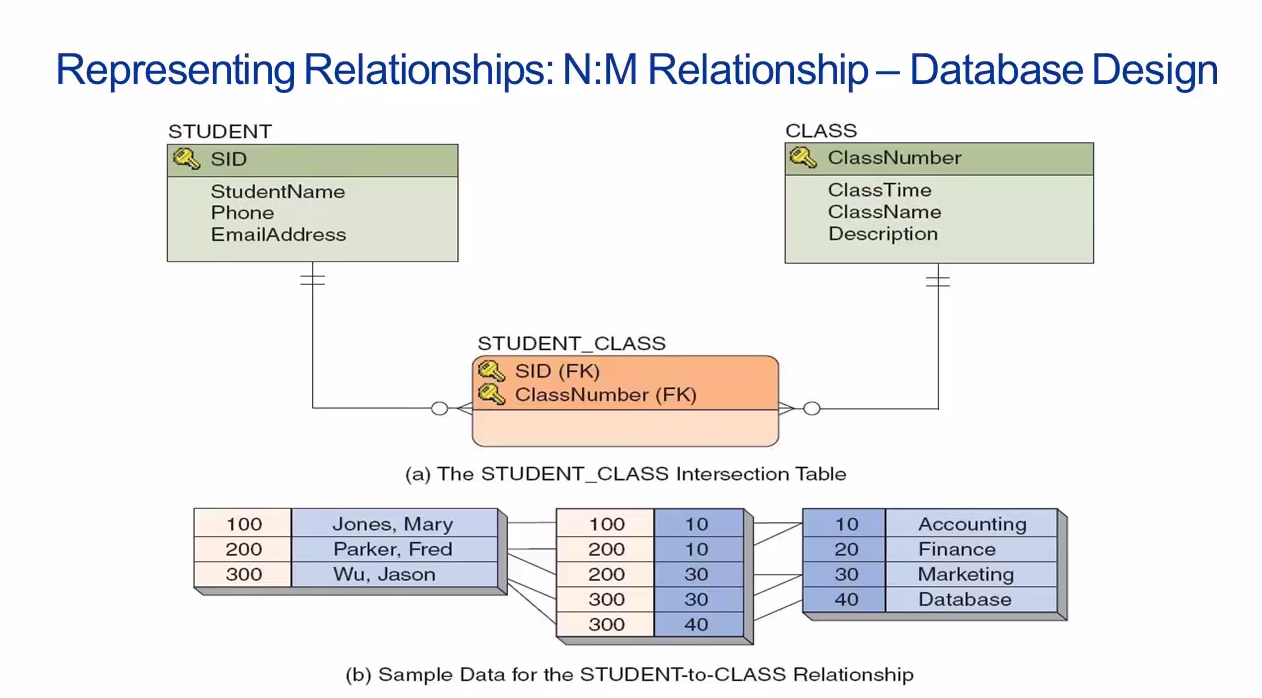 Representing Relationships: N:M Relationship – Database Design
STUDENT
SID
StudentName
Phone
EmailAddress
CLASS
ClassNumber
ClassTime
ClassName
Description
STUDENT_CLASS
SID (FK)
ClassNumber (FK)
(a) The STUDENT_CLASS Intersection Table
100 Jones, Mary
200 Parker, Fred
300 Wu, Jason
100 10
200 10
200 30
300 30
300 40
10 Accounting
20 Finance
30 Marketing
40 Database
(b) Sample Data for the STUDENT-to-CLASS Relationship